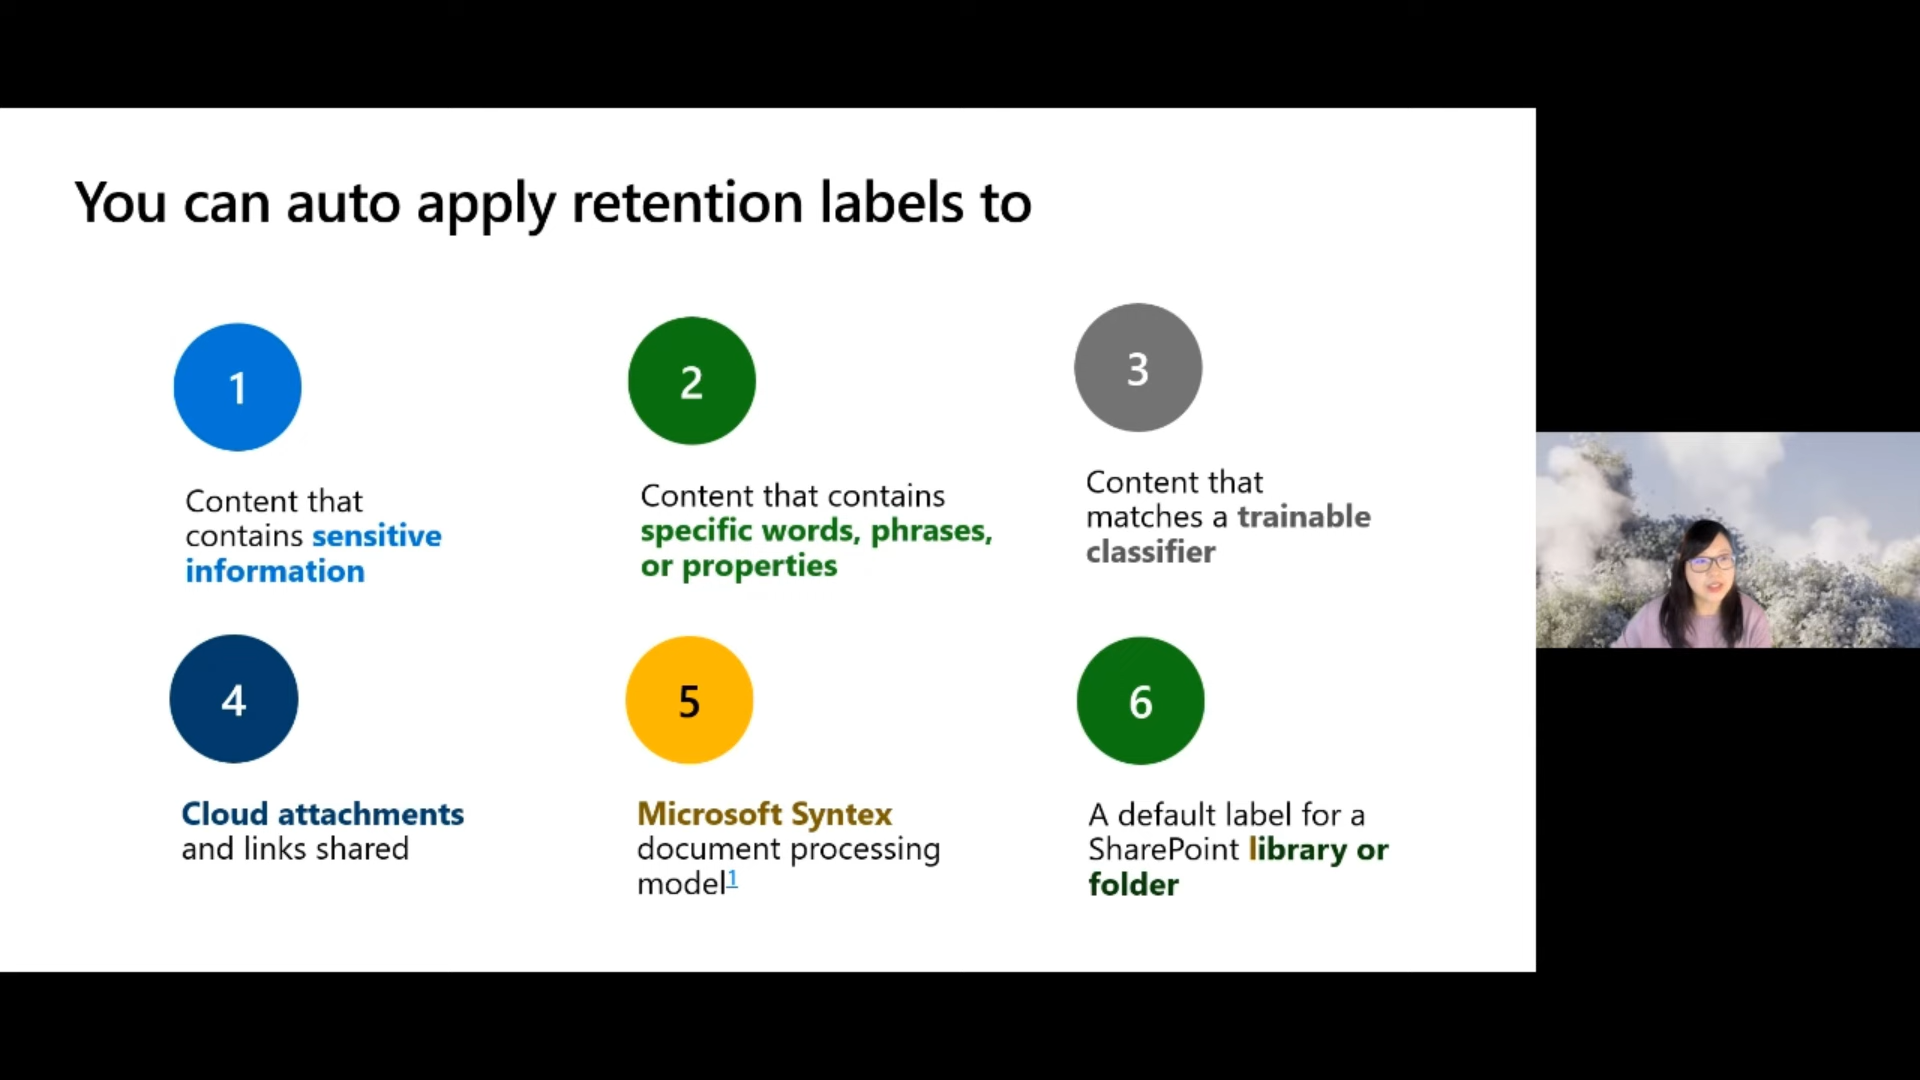 You can auto apply retention labels to
1
Content that
contains sensitive
information
2
Content that contains
specific words, phrases,
or properties
3
Content that
matches a trainable
classifier
4
Cloud attachments
and links shared
5
Microsoft Syntex
document processing
model1
6
A default label for a
SharePoint library or
folder